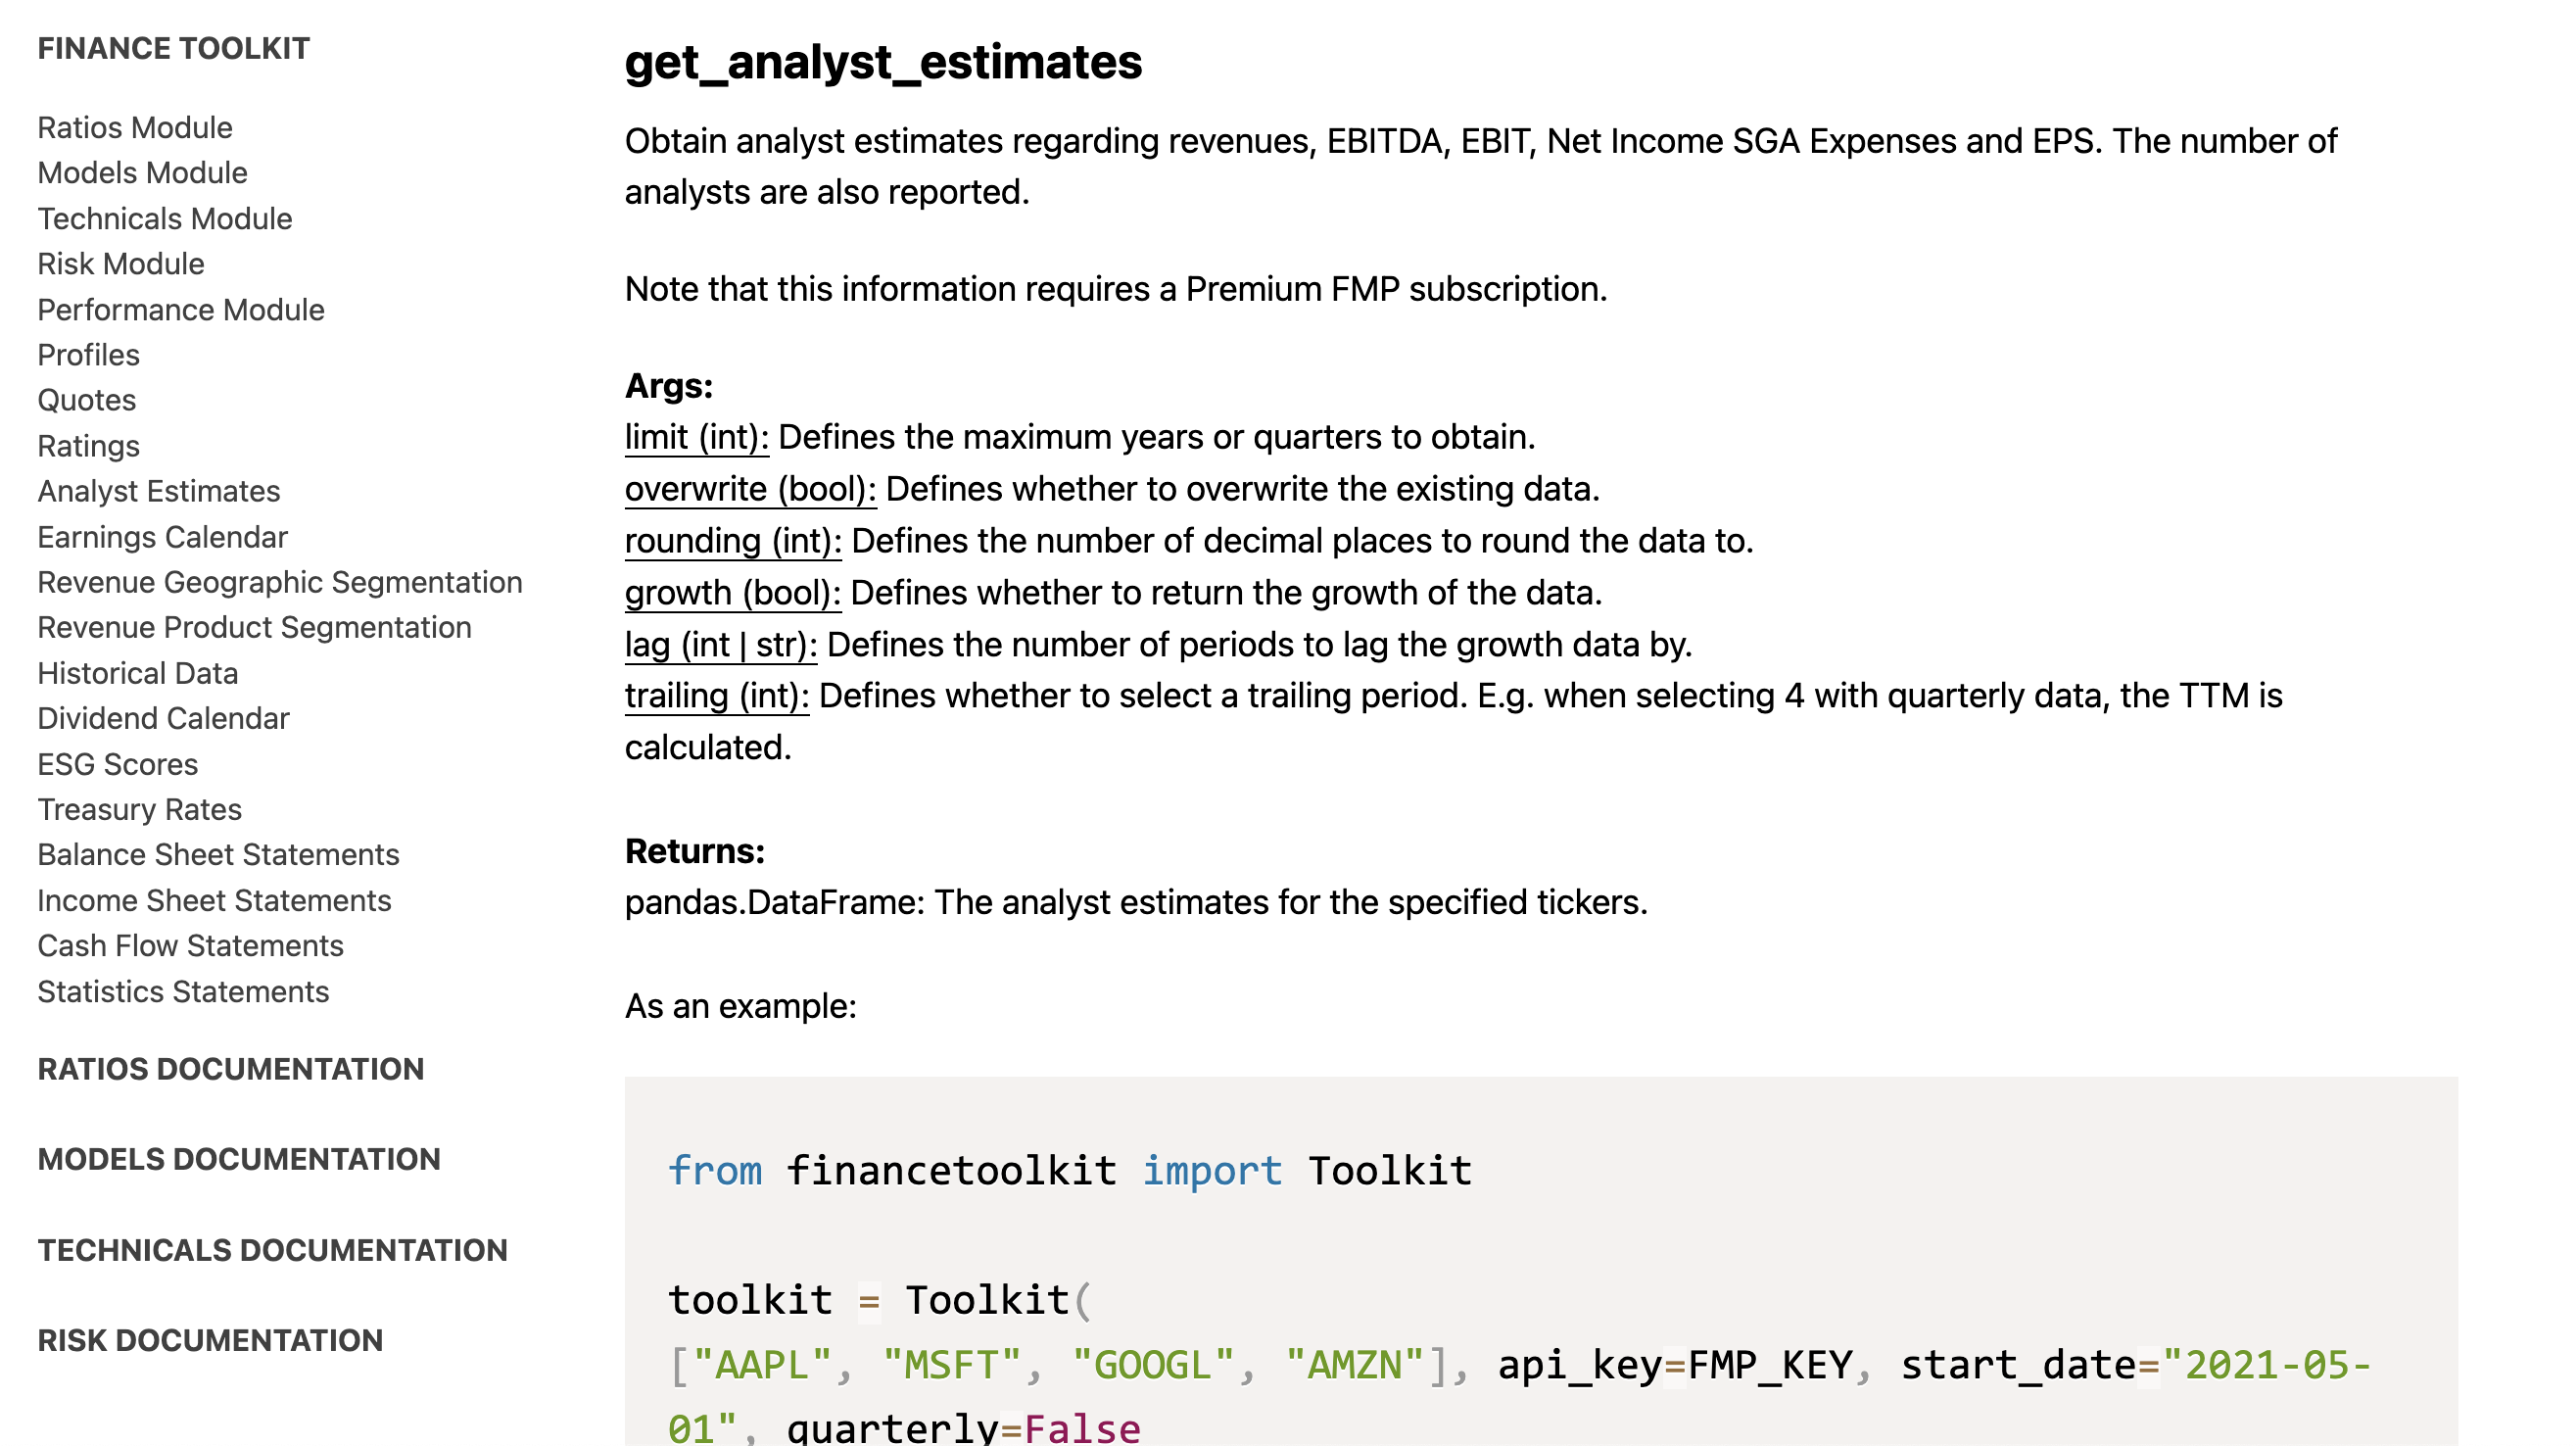 FINANCE TOOLKIT
Ratios Module
Models Module
Technicals Module
Risk Module
Performance Module
Profiles
Quotes
Ratings
Analyst Estimates
Earnings Calendar
Revenue Geographic Segmentation
Revenue Product Segmentation
Historical Data
Dividend Calendar
ESG Scores
Treasury Rates
Balance Sheet Statements
Income Sheet Statements
Cash Flow Statements
Statistics Statements
RATIOS DOCUMENTATION
MODELS DOCUMENTATION
TECHNICALS DOCUMENTATION
RISK DOCUMENTATION
get_analyst_estimates
Obtain analyst estimates regarding revenues, EBITDA, EBIT, Net Income SGA Expenses and EPS. The number of
analysts are also reported.
Note that this information requires a Premium FMP subscription.
Args:
limit (int): Defines the maximum years or quarters to obtain.
overwrite (bool): Defines whether to overwrite the existing data.
rounding (int): Defines the number of decimal places to round the data to.
growth (bool): Defines whether to return the growth of the data.
lag (int | str): Defines the number of periods to lag the growth data by.
trailing (int): Defines whether to select a trailing period. E.g. when selecting 4 with quarterly data, the TTM is
calculated.
Returns:
pandas.DataFrame: The analyst estimates for the specified tickers.
As an example:
from financetoolkit import Toolkit
toolkit = Toolkit(
["AAPL", "MSFT", "GOOGL", "AMZN"], api_key=FMP_KEY, start_date="2021-05-
01", quarterly=False